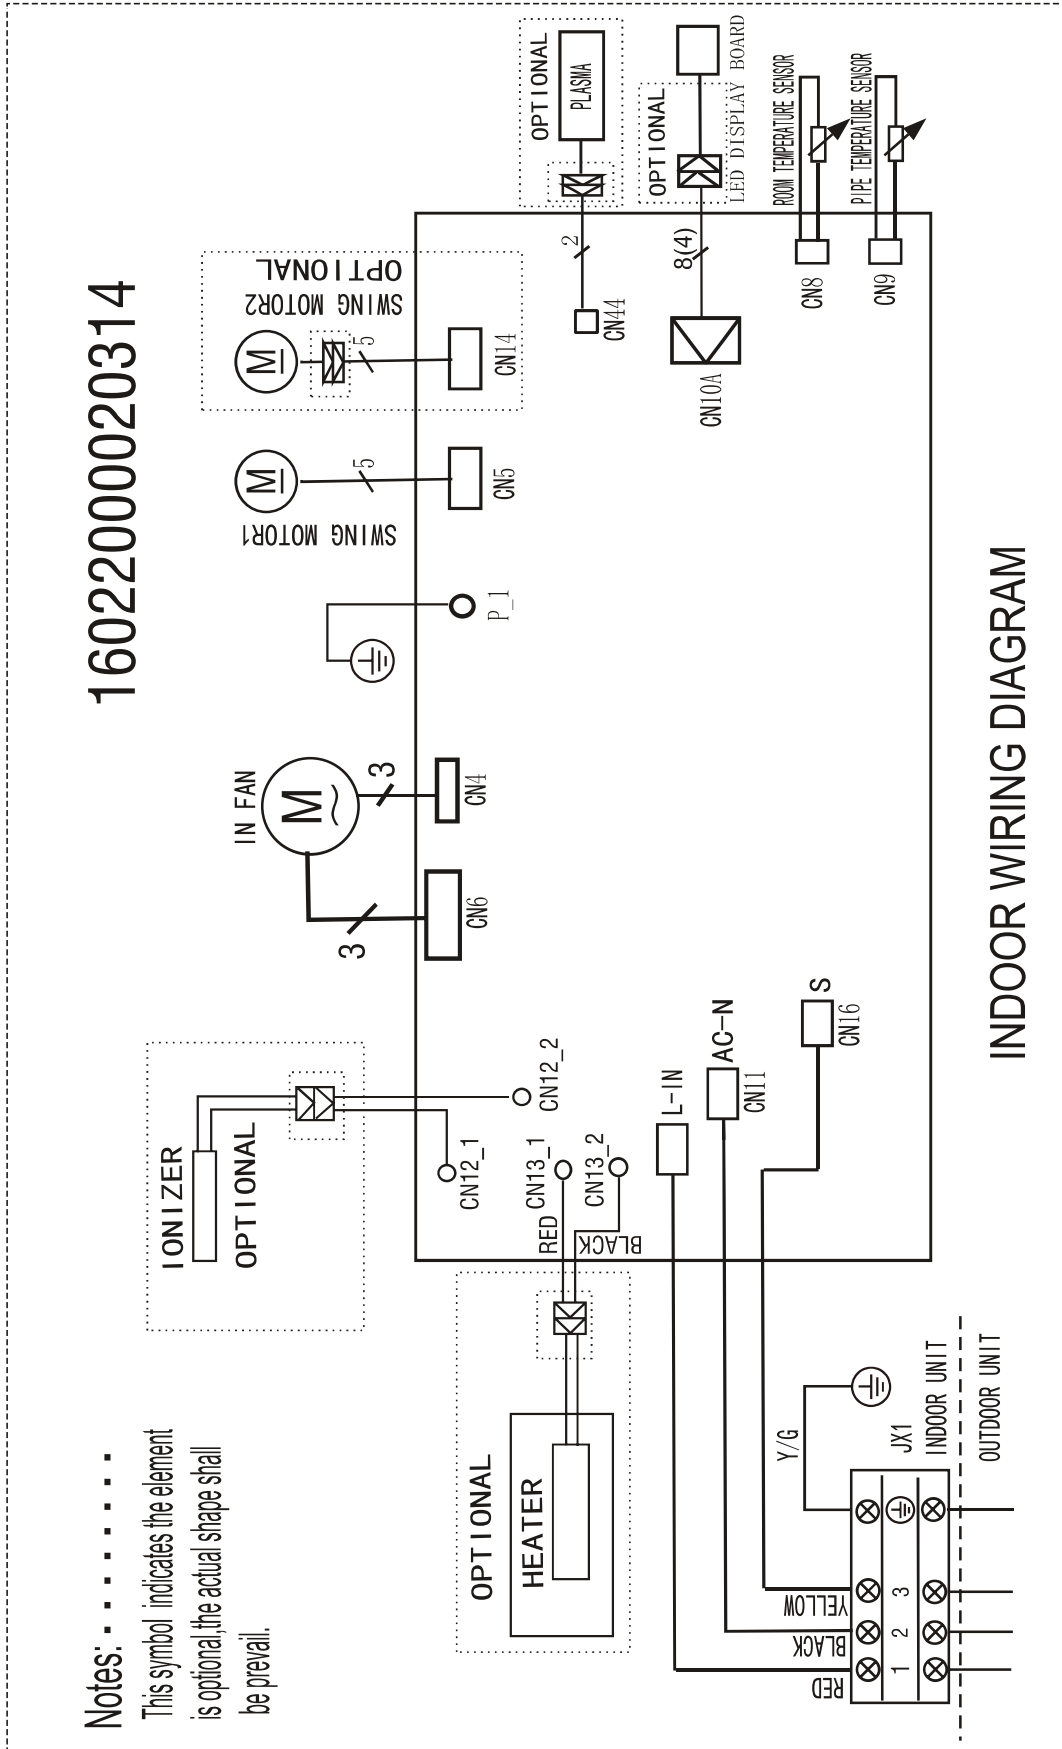 Notes:
This symbol indicates the element
is optional,the actual shape shall
be prevail.
16022000020314
IONIZER
OPTIONAL
IN FAN
M
3
3
CN6
CN4
P_1
SWING MOTOR1
M
5
CN5
OPTIONAL
SWING MOTOR2
M
5
CN14
OPTIONAL
PLASMA
2
CN44
OPTIONAL
LED DISPLAY BOARD
8(4)
CN10A
ROOM TEMPERATURE SENSOR
CN8
PIPE TEMPERATURE SENSOR
CN9
CN12_1
CN12_2
CN13_1
CN13_2
RED
BLACK
OPTIONAL
HEATER
L-IN
AC-N
CN11
S
CN16
Y/G
RED
BLACK
YELLOW
1
2
3
JX1
INDOOR UNIT
OUTDOOR UNIT
INDOOR WIRING DIAGRAM